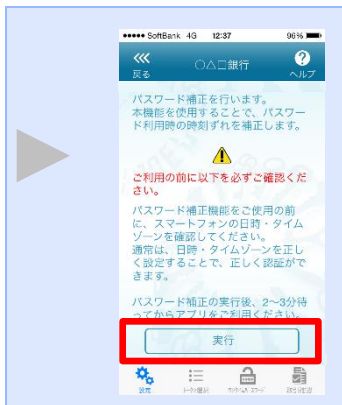 SoftBank 4G 12:37 96%
戻る ○△□銀行 ヘルプ
パスワード補正を行います。
本機能を使用することで、パスワー
ド利用時の時刻ずれを補正します。
ご利用の前に以下を必ずご確認くだ
さい。
パスワード補正機能をご使用の前
に、スマートフォンの日時・タイム
ゾーンを確認してください。
通常は、日時・タイムゾーンを正し
く設定することで、正しく認証がで
きます。
パスワード補正の実行後、2～3分待
ってからアプリをご利用ください。
実行
設定